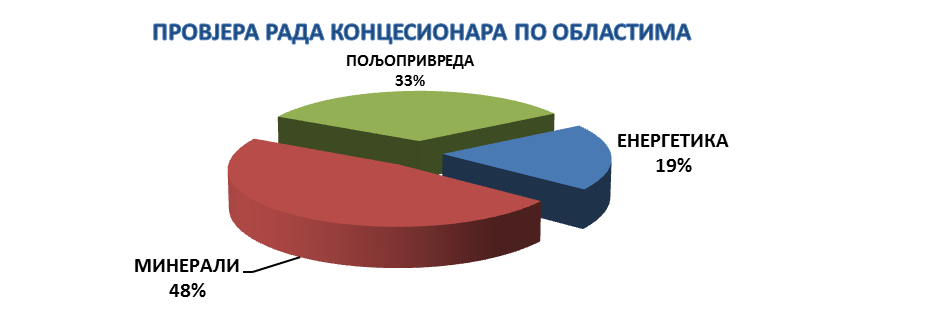 ПРОВЈЕРА РАДА КОНЦЕСИОНАРА ПО ОБЛАСТИМА
ПОЉОПРИВРЕДА
33%
ЕНЕРГЕТИКА
19%
МИНЕРАЛИ
48%